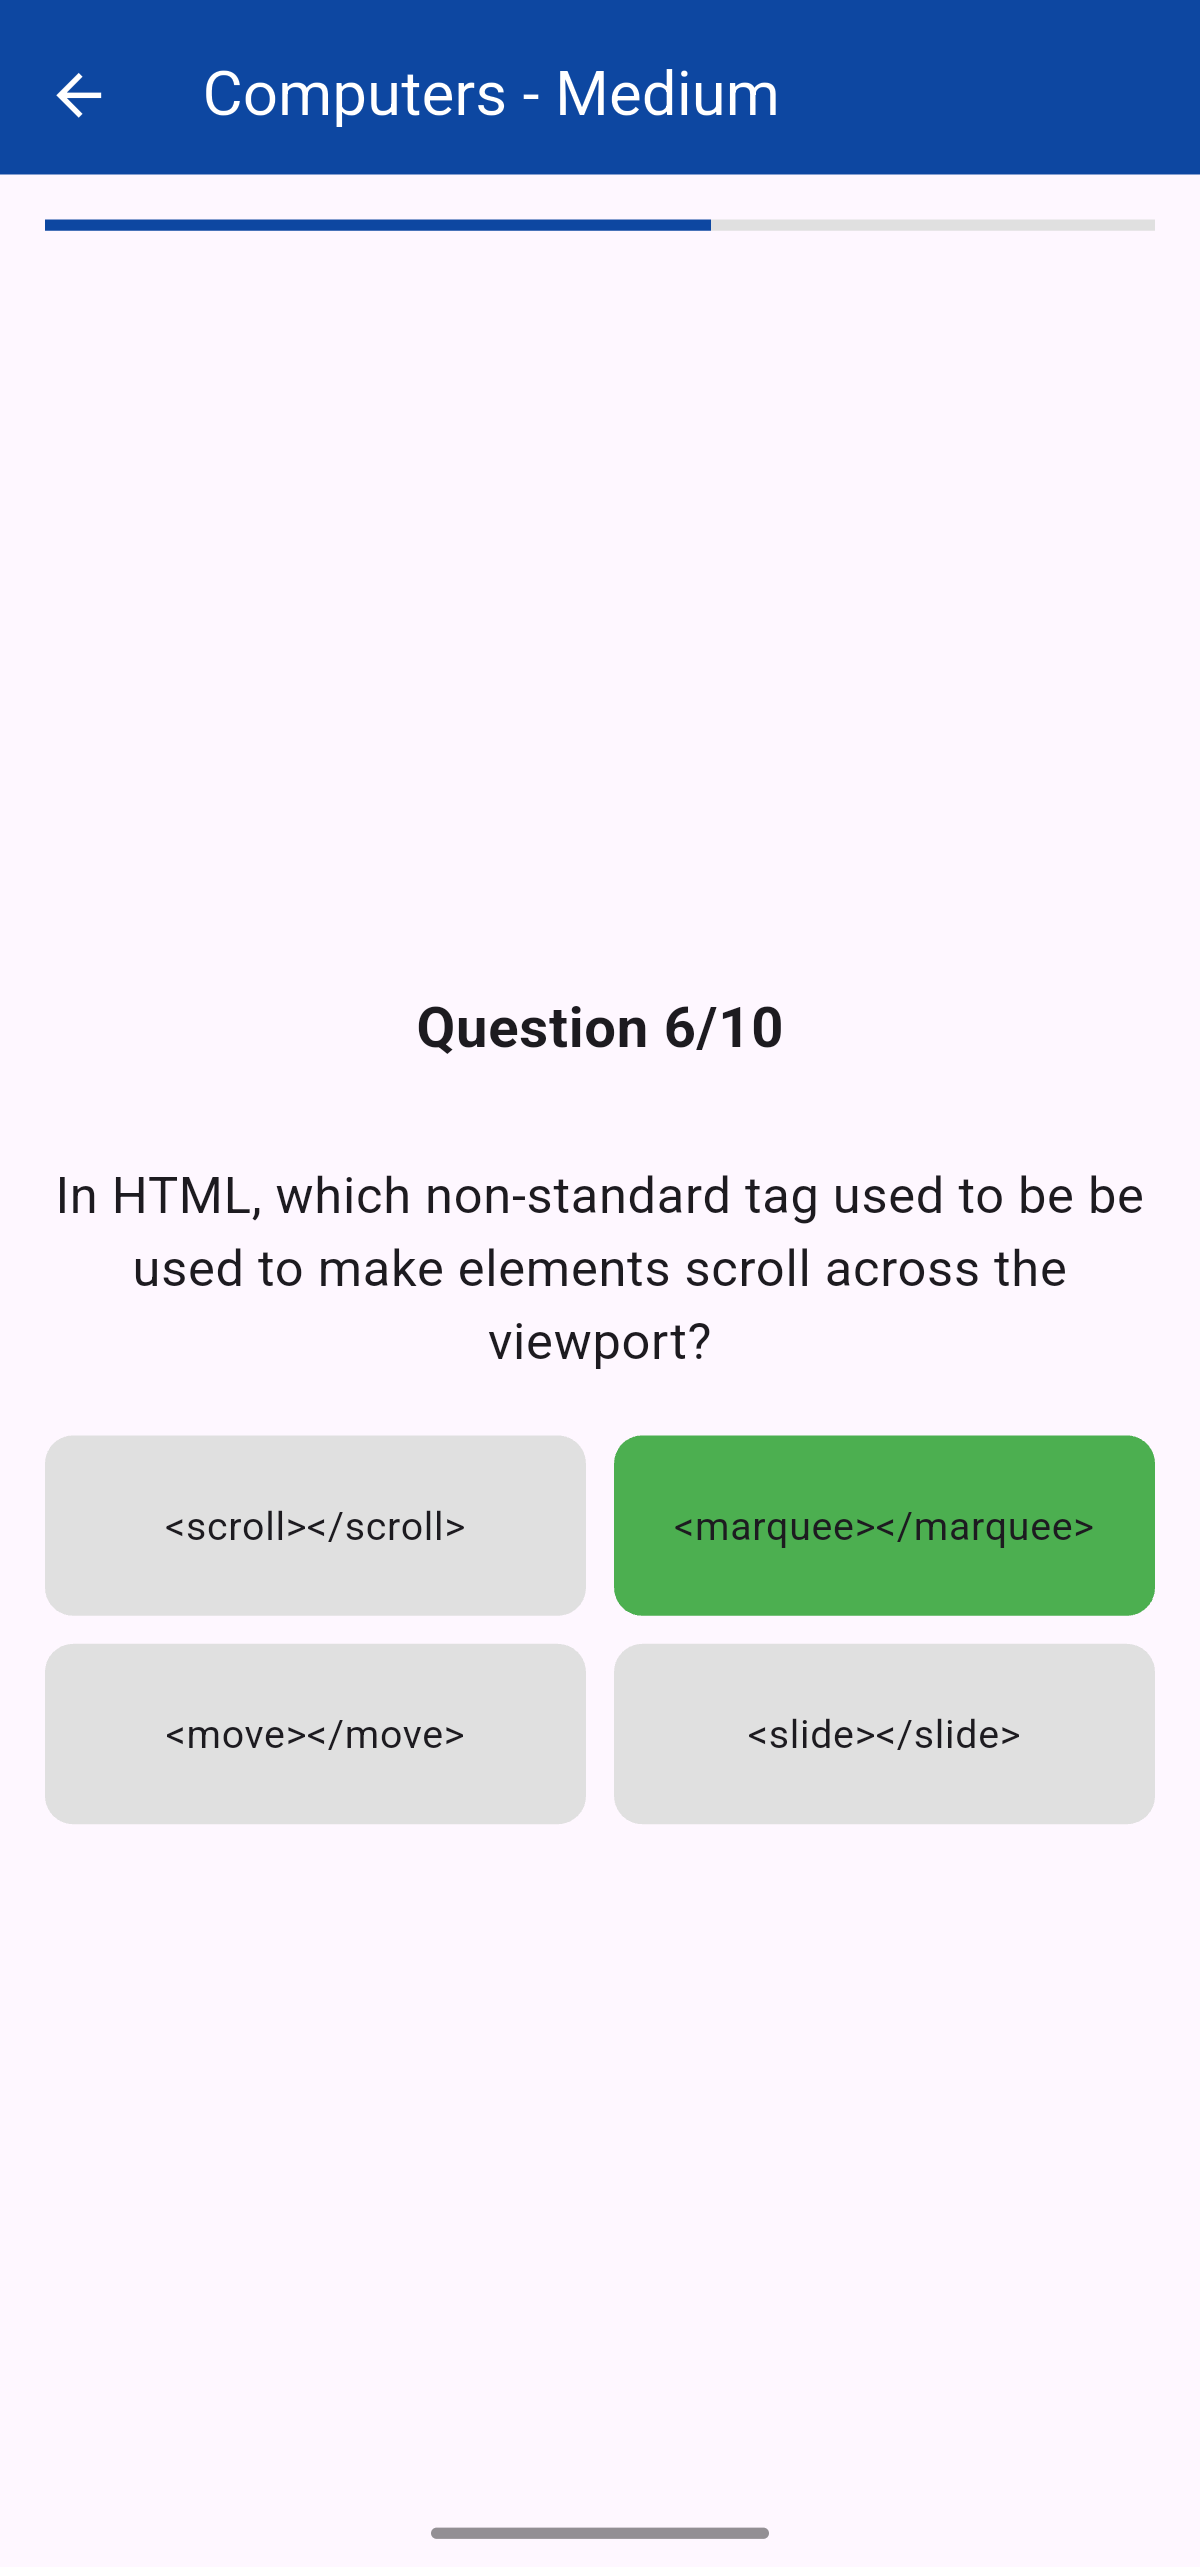 Computers - Medium
Question 6/10
In HTML, which non-standard tag used to be be
used to make elements scroll across the
viewport?
<scroll></scroll>
<marquee></marquee>
<move></move>
<slide></slide>